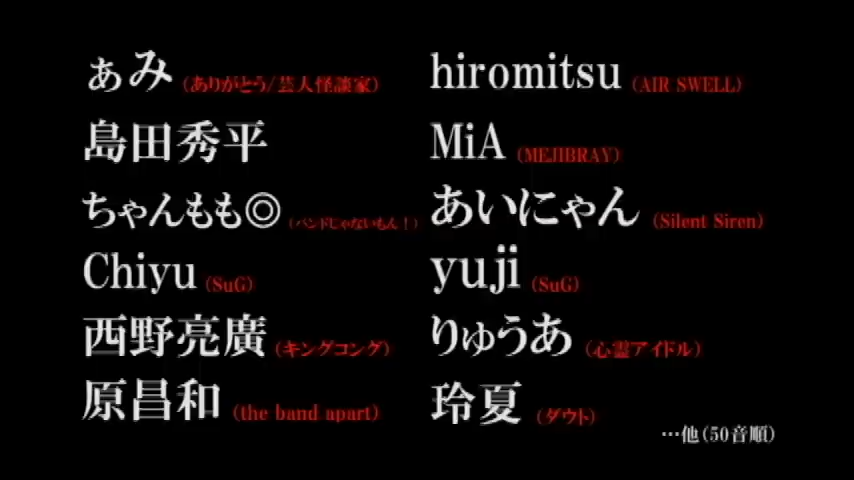 ぁみ（ありがとう/芸人怪談家）
島田秀平
ちゃんもも◎（バンドじゃないもん！）
Chiyu（SuG）
西野亮廣（キングコング）
原昌和（the band apart）
hiromitsu（AIR SWELL）
MiA（MEJIBRAY）
あいにゃん（Silent Siren）
yuji（SuG）
りゅうあ（心霊アイドル）
玲夏（ダウト）
…他（50音順）